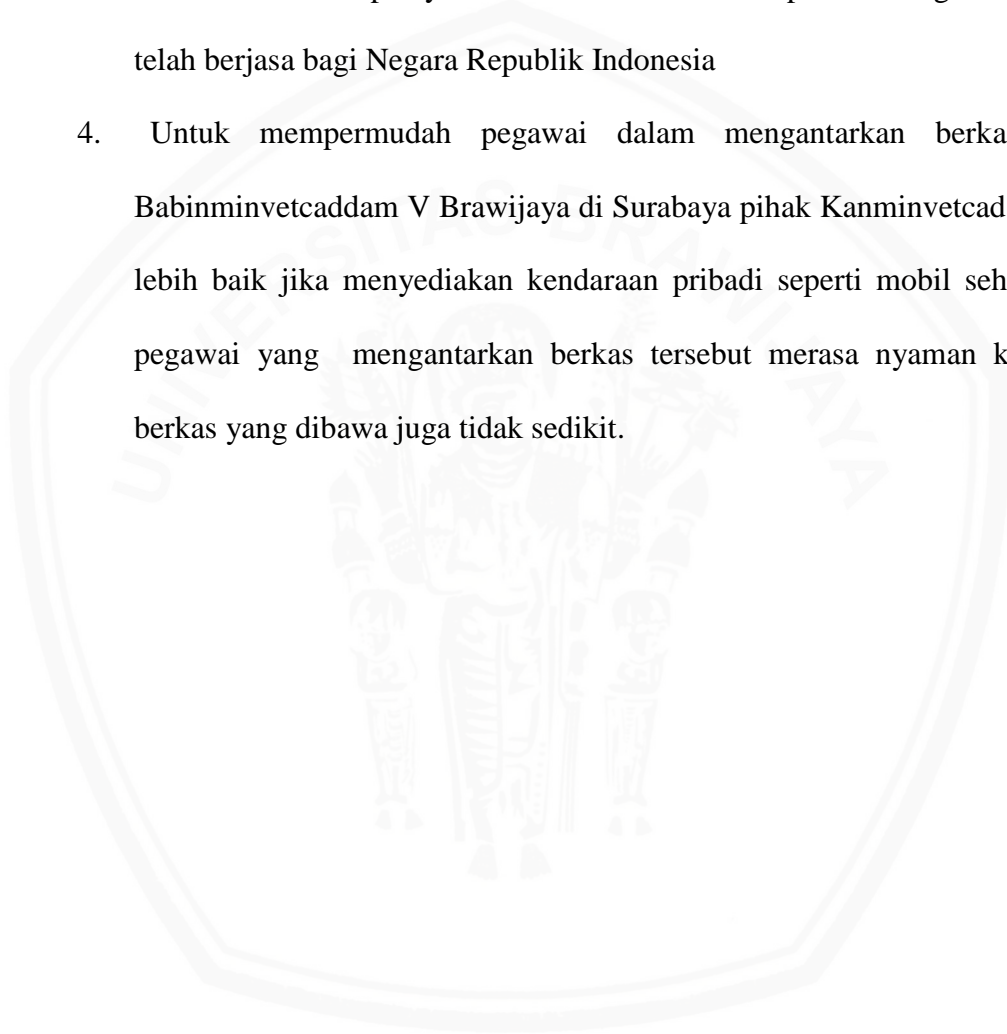 telah berjasa bagi Negara Republik Indonesia
4. Untuk mempermudah pegawai dalam mengantarkan berka
Babinminvetcaddam V Brawijaya di Surabaya pihak Kanminvetcad
lebih baik jika menyediakan kendaraan pribadi seperti mobil seh
pegawai yang mengantarkan berkas tersebut merasa nyaman k
berkas yang dibawa juga tidak sedikit.
UNIVERSITAS BRAWIJAYA